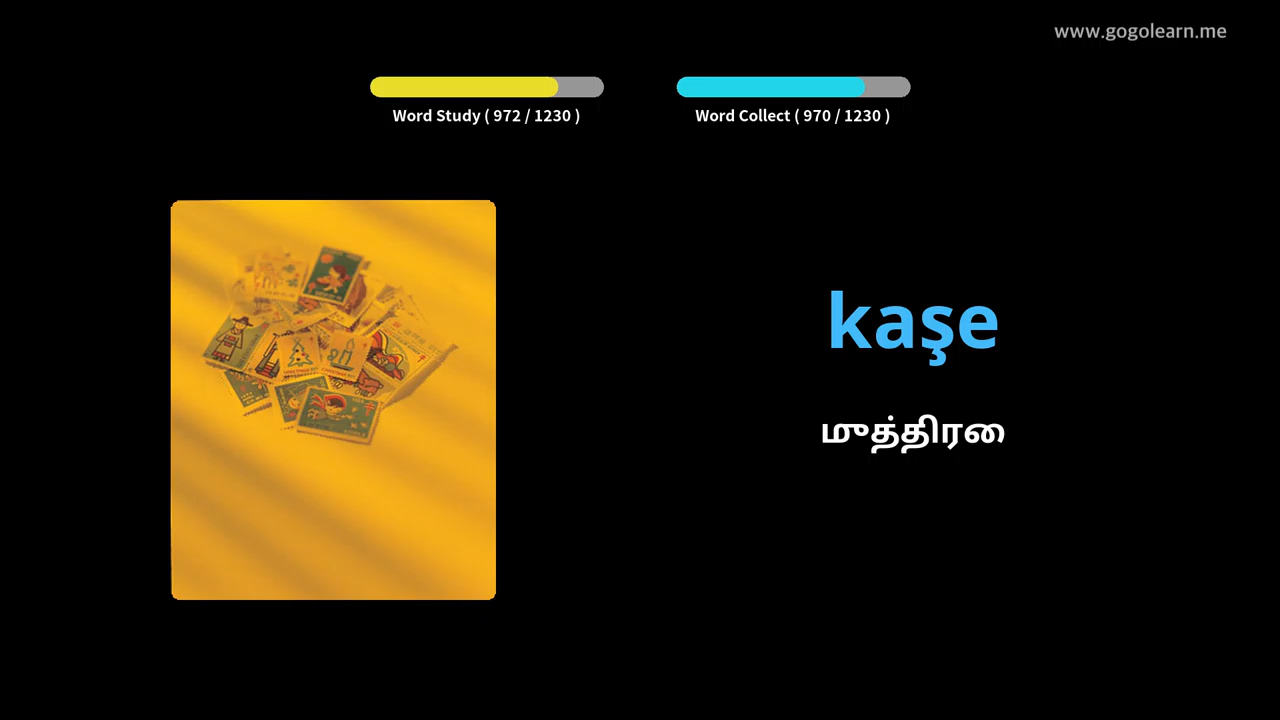 www.gogolearn.me
Word Study ( 972 / 1230 )
Word Collect ( 970 / 1230 )
kaşe
முத்திரை